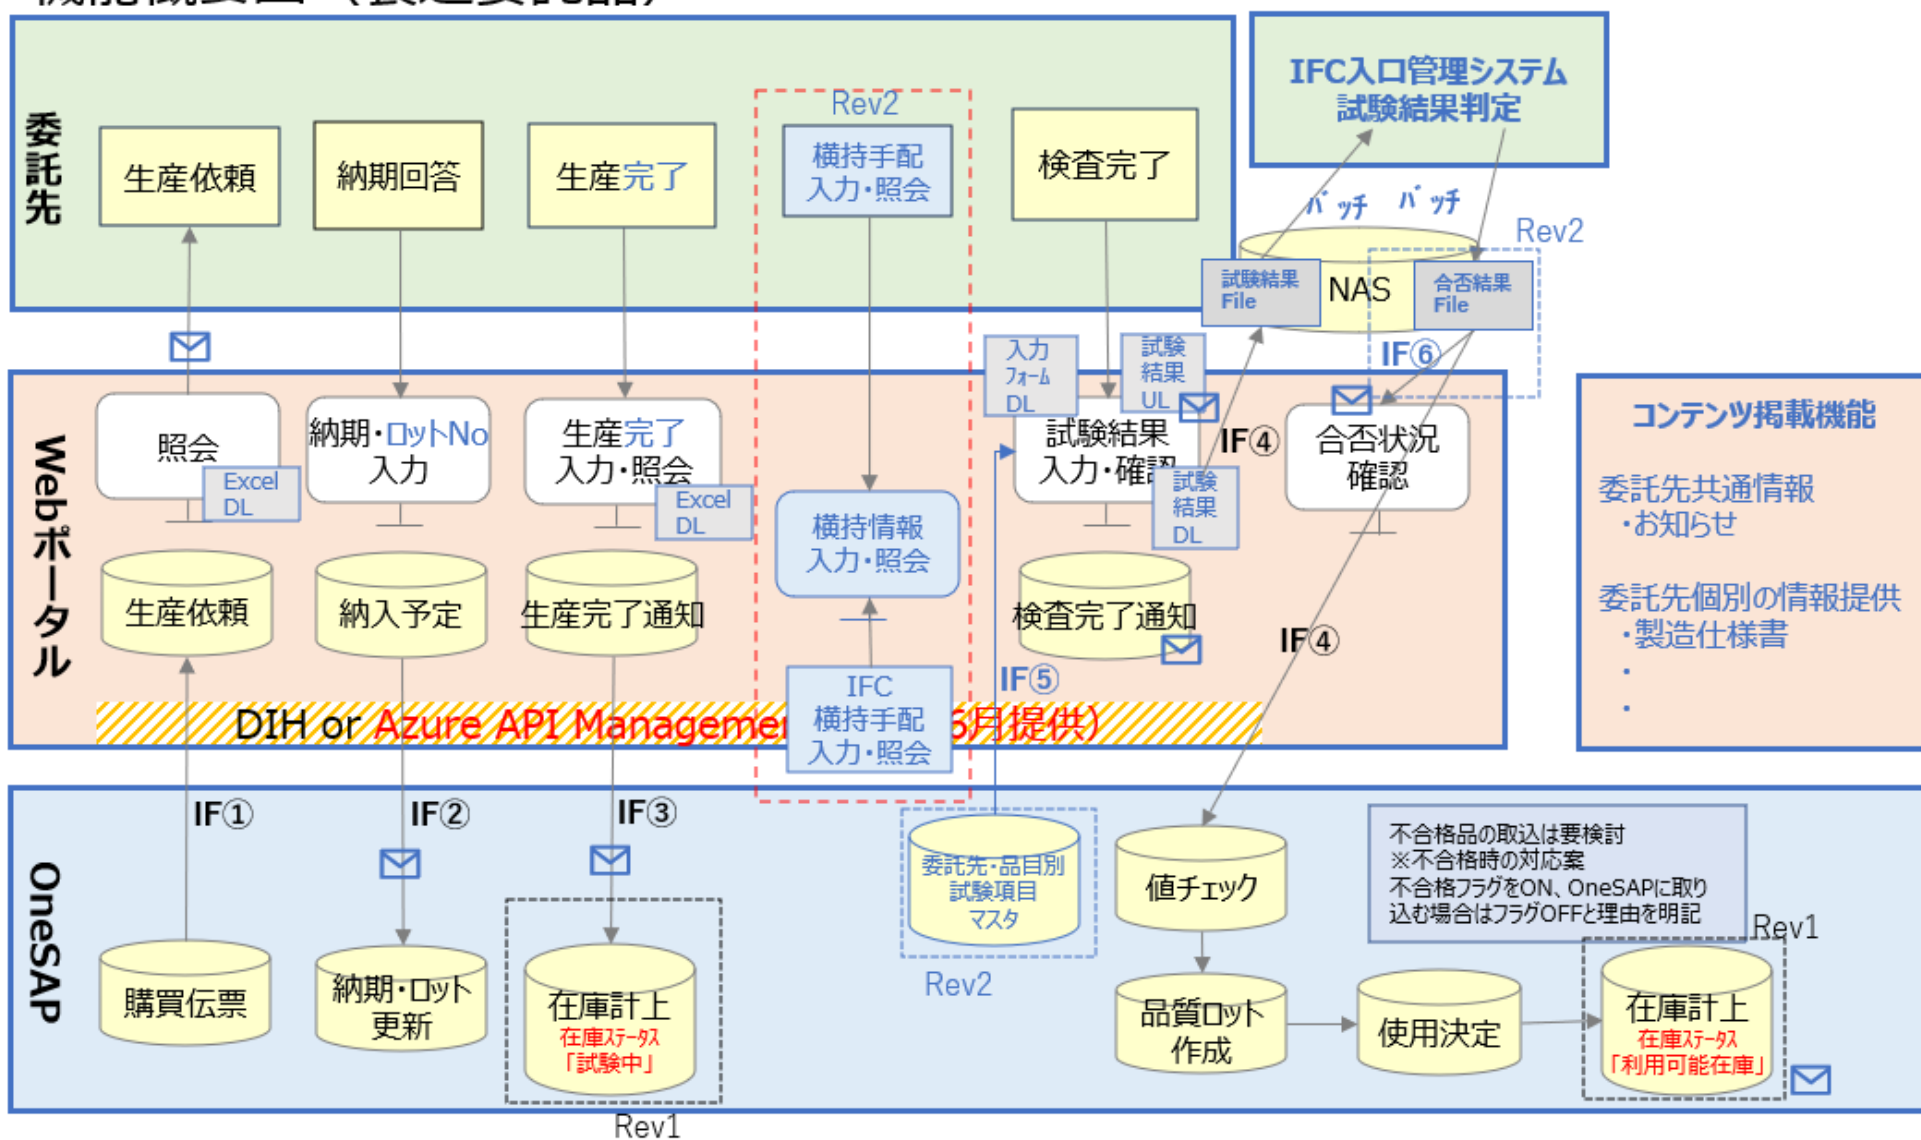 機能概要図（製造委託品）
委託先
生産依頼
納期回答
生産完了
Rev2
横持手配
入力・照会
検査完了
IFC入口管理システム
試験結果判定
バッチ
バッチ
Rev2
試験結果
File
NAS
合否結果
File
IF⑥
Webポータル
照会
Excel
DL
納期・ロットNo
入力
生産完了
入力・照会
Excel
DL
横持情報
入力・照会
入力
フォーム
DL
試験
結果
UL
試験結果
入力・確認
試験
結果
DL
IF④
合否状況
確認
生産依頼
納入予定
生産完了通知
検査完了通知
IF④
IF⑤
IFC
横持手配
入力・照会
DIH or Azure API Manageme
6月提供）
コンテンツ掲載機能
委託先共通情報
・お知らせ
委託先個別の情報提供
・製造仕様書
・
・
OneSAP
IF①
IF②
IF③
購買伝票
納期・ロット
更新
在庫計上
在庫ステータス
「試験中」
Rev1
委託先・品目別
試験項目
マスタ
Rev2
値チェック
品質ロット
作成
使用決定
不合格品の取込は要検討
※不合格時の対応案
不合格フラグをON、OneSAPに取り
込む場合はフラグOFFと理由を明記
Rev1
在庫計上
在庫ステータス
「利用可能在庫」